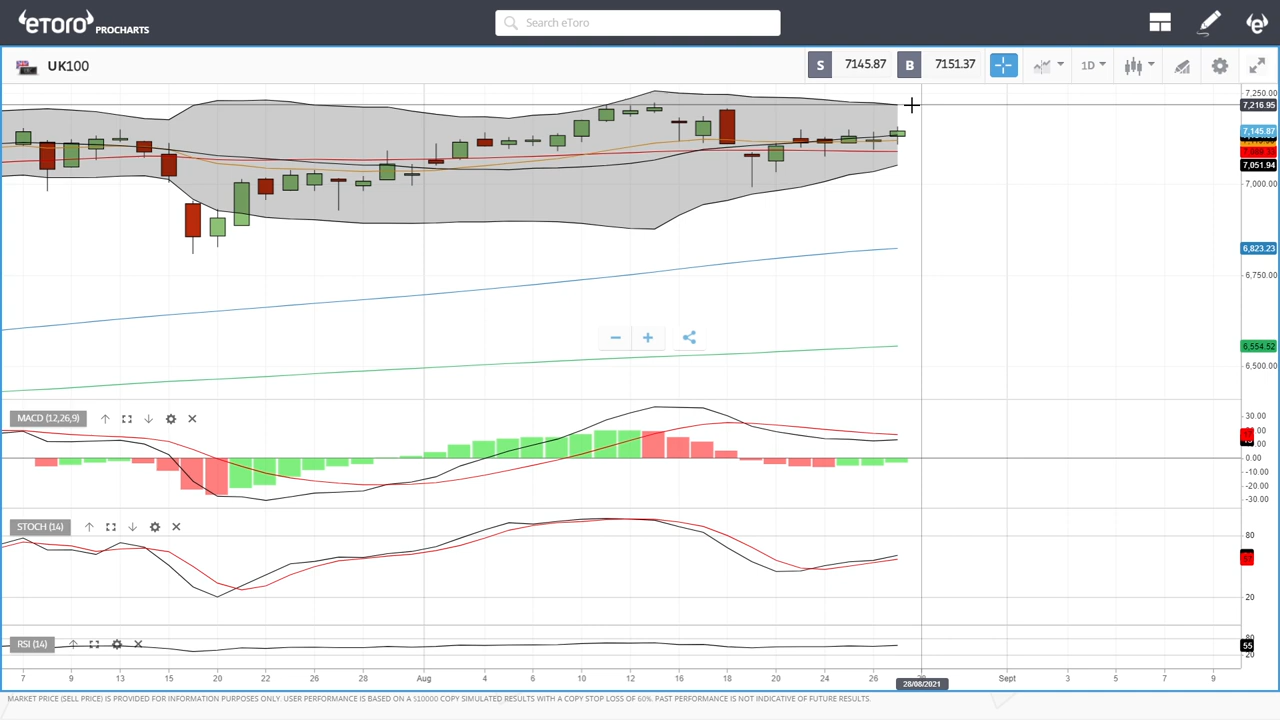 eToro PROCHARTS
Search eToro
UK100
S 7145.87 B 7151.37
1D
7,250.00
7,216.95
7,145.87
7,051.94
7,000.00
6,823.23
6,750.00
6,554.52
6,500.00
MACD (12,26,9)
30.00
10.00
0.00
-10.00
-20.00
-30.00
STOCH (14)
80
20
RSI (14)
80
55
20
7 9 13 15 20 22 26 28 Aug 4 6 10 12 16 18 20 24 26 Sept 3 5 7 9
28/08/2021
MARKET PRICE (SELL PRICE) IS PROVIDED FOR INFORMATION PURPOSES ONLY. USER PERFORMANCE IS BASED ON A $10000 COPY SIMULATED RESULTS WITH A COPY STOP LOSS OF 60%. PAST PERFORMANCE IS NOT INDICATIVE OF FUTURE RESULTS.